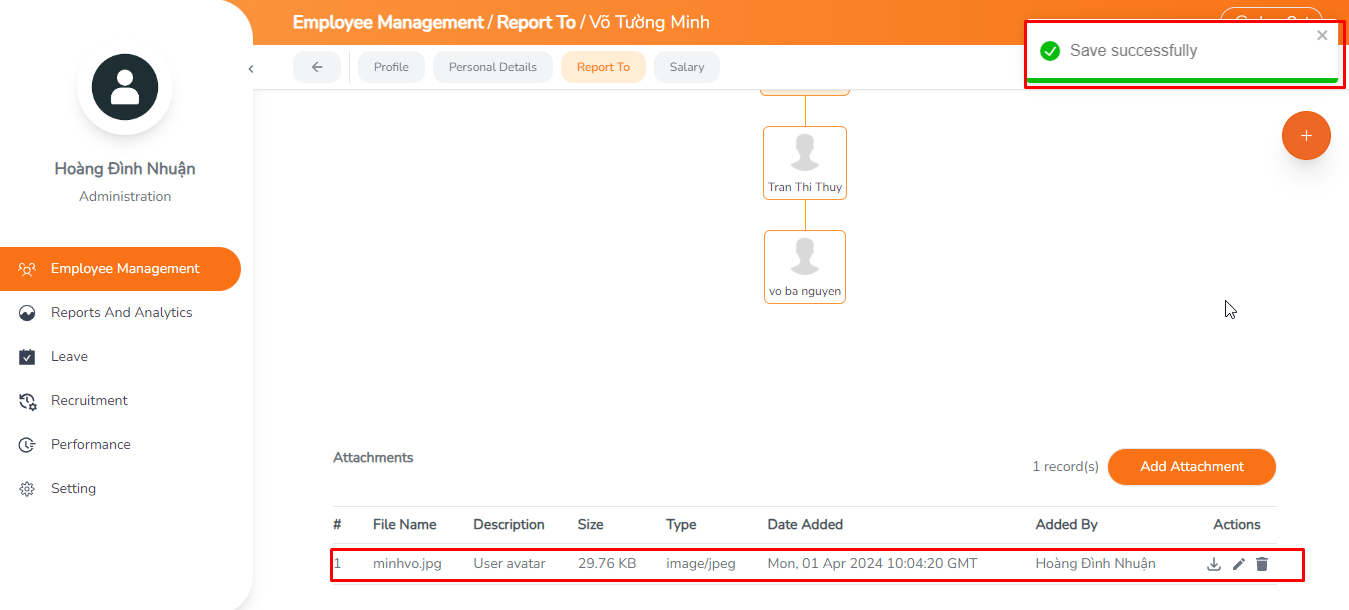 Employee Management / Report To / Võ Tường Minh
Save successfully
Profile
Personal Details
Report To
Salary
Hoàng Đình Nhuận
Administration
Employee Management
Reports And Analytics
Leave
Recruitment
Performance
Setting
Tran Thi Thuy
vo ba nguyen
Attachments
1 record(s)
Add Attachment
# File Name Description Size Type Date Added Added By Actions
1 minhvo.jpg User avatar 29.76 KB image/jpeg Mon, 01 Apr 2024 10:04:20 GMT Hoàng Đình Nhuận